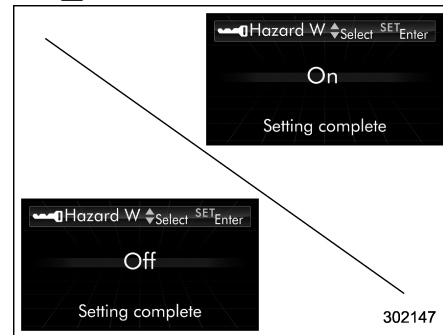 Hazard W Select SET Enter
On
Setting complete
Hazard W Select SET Enter
Off
Setting complete
302147